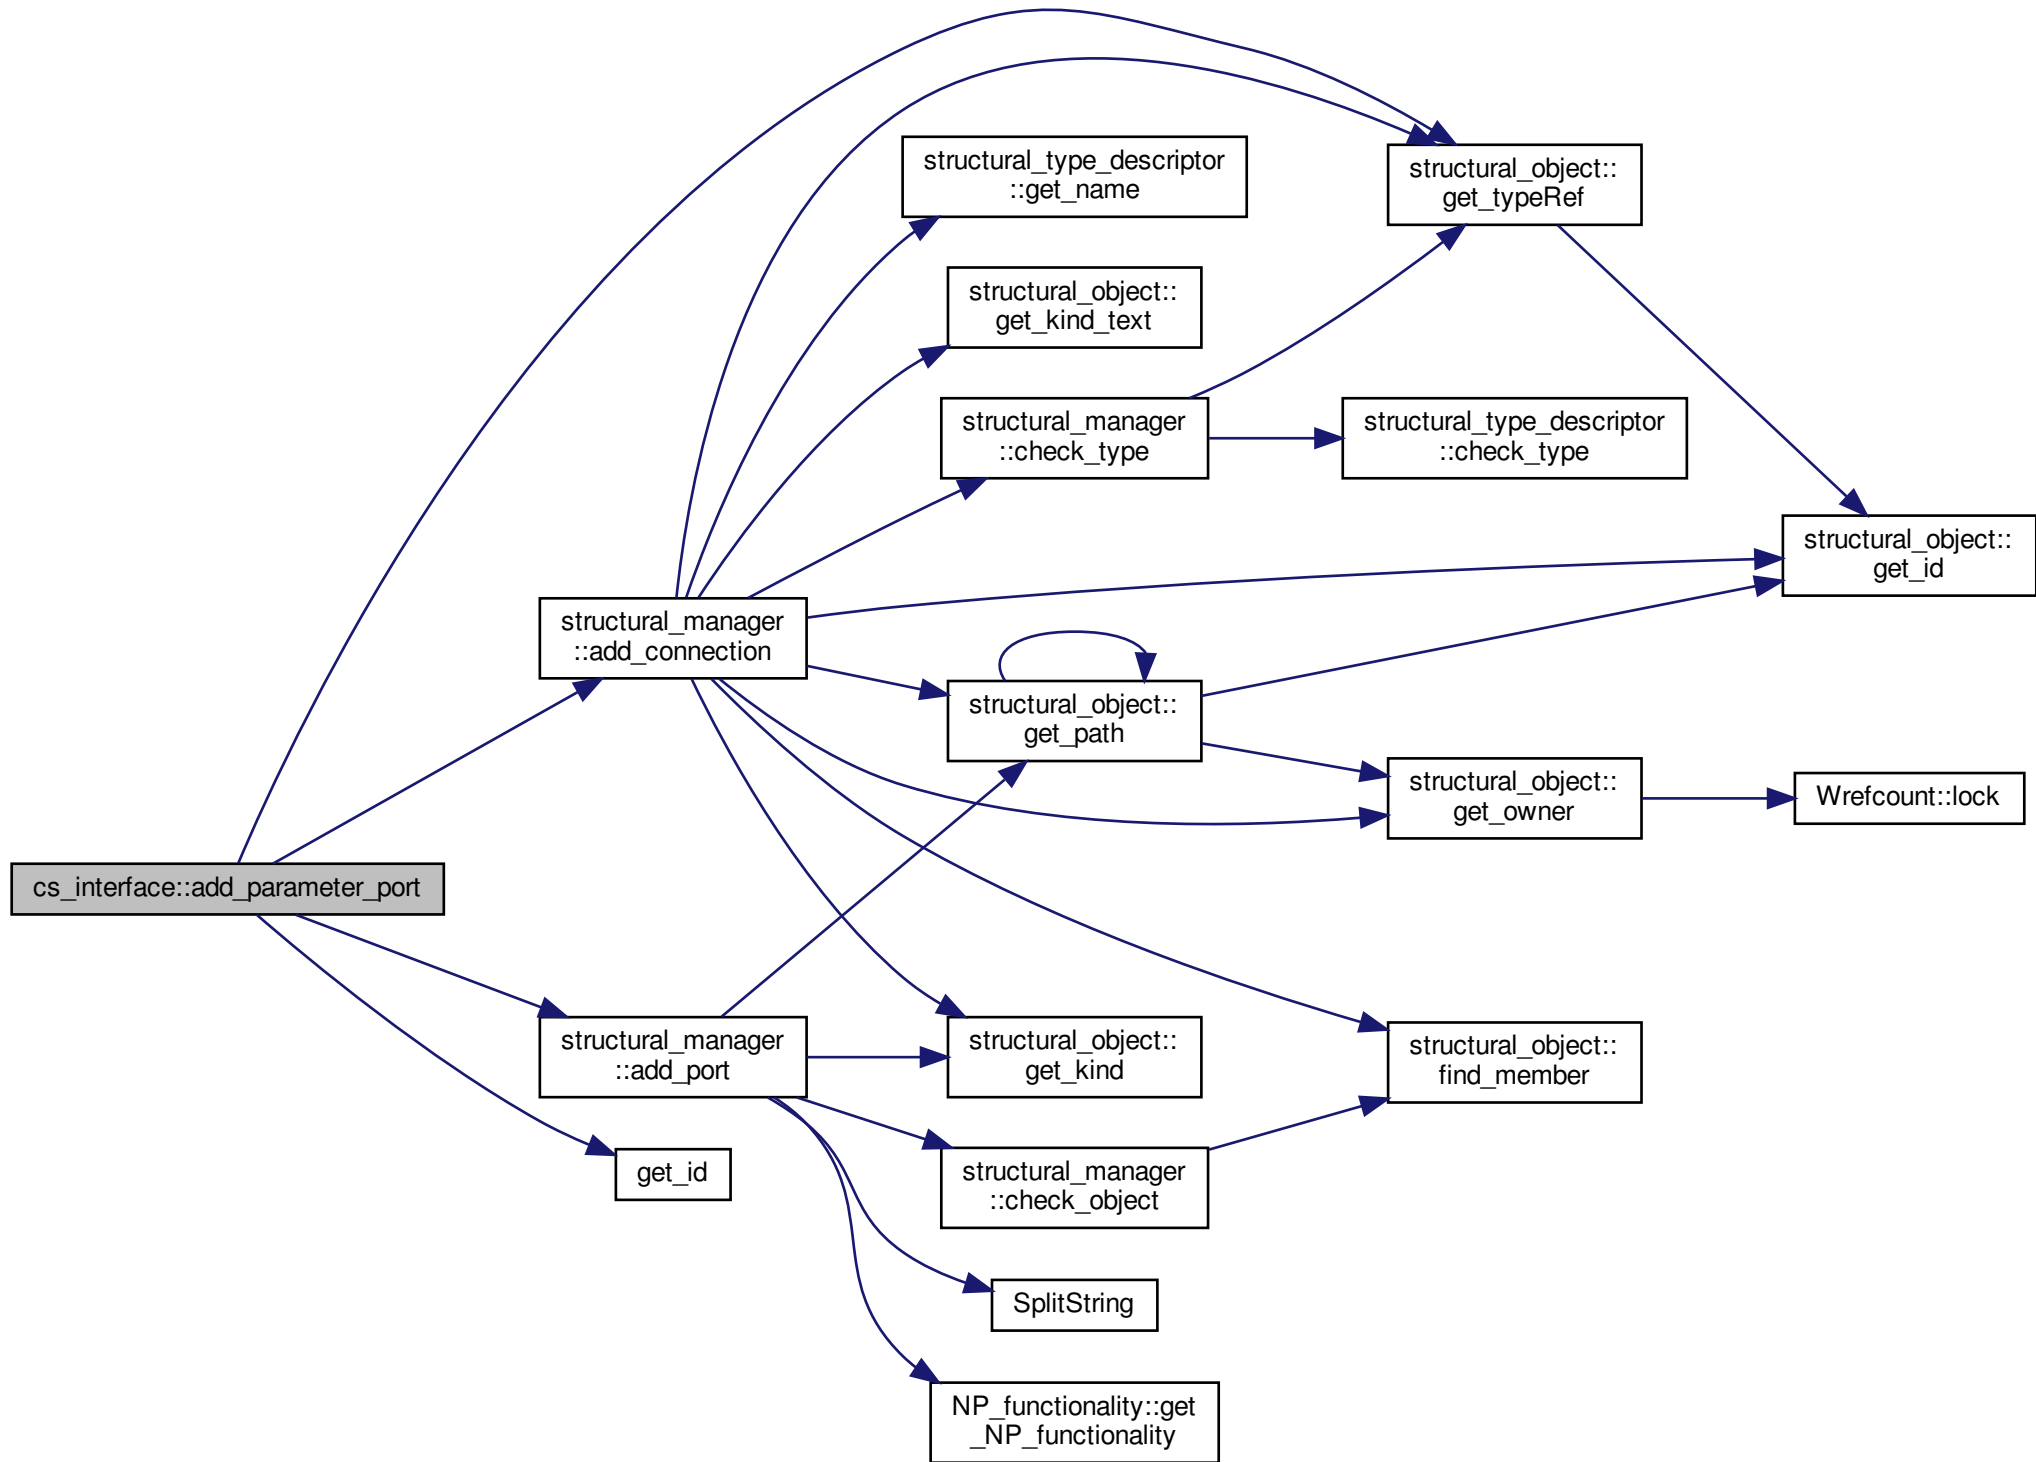 structural_type_descriptor
::get_name
structural_object::
get_typeRef
structural_object::
get_kind_text
structural_manager
::check_type
structural_type_descriptor
::check_type
structural_object::
get_id
structural_manager
::add_connection
structural_object::
get_path
structural_object::
get_owner
Wrefcount::lock
cs_interface::add_parameter_port
structural_manager
::add_port
structural_object::
get_kind
structural_object::
find_member
get_id
structural_manager
::check_object
SplitString
NP_functionality::get
_NP_functionality